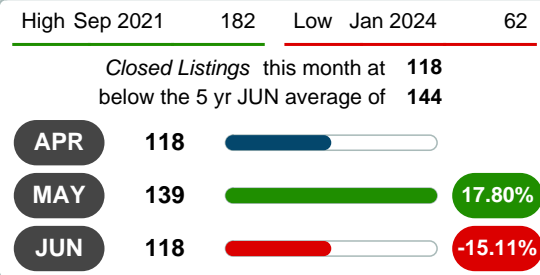 High Sep 2021 182 Low Jan 2024 62
Closed Listings this month at 118
below the 5 yr JUN average of 144
APR 118
MAY 139 17.80%
JUN 118 -15.11%